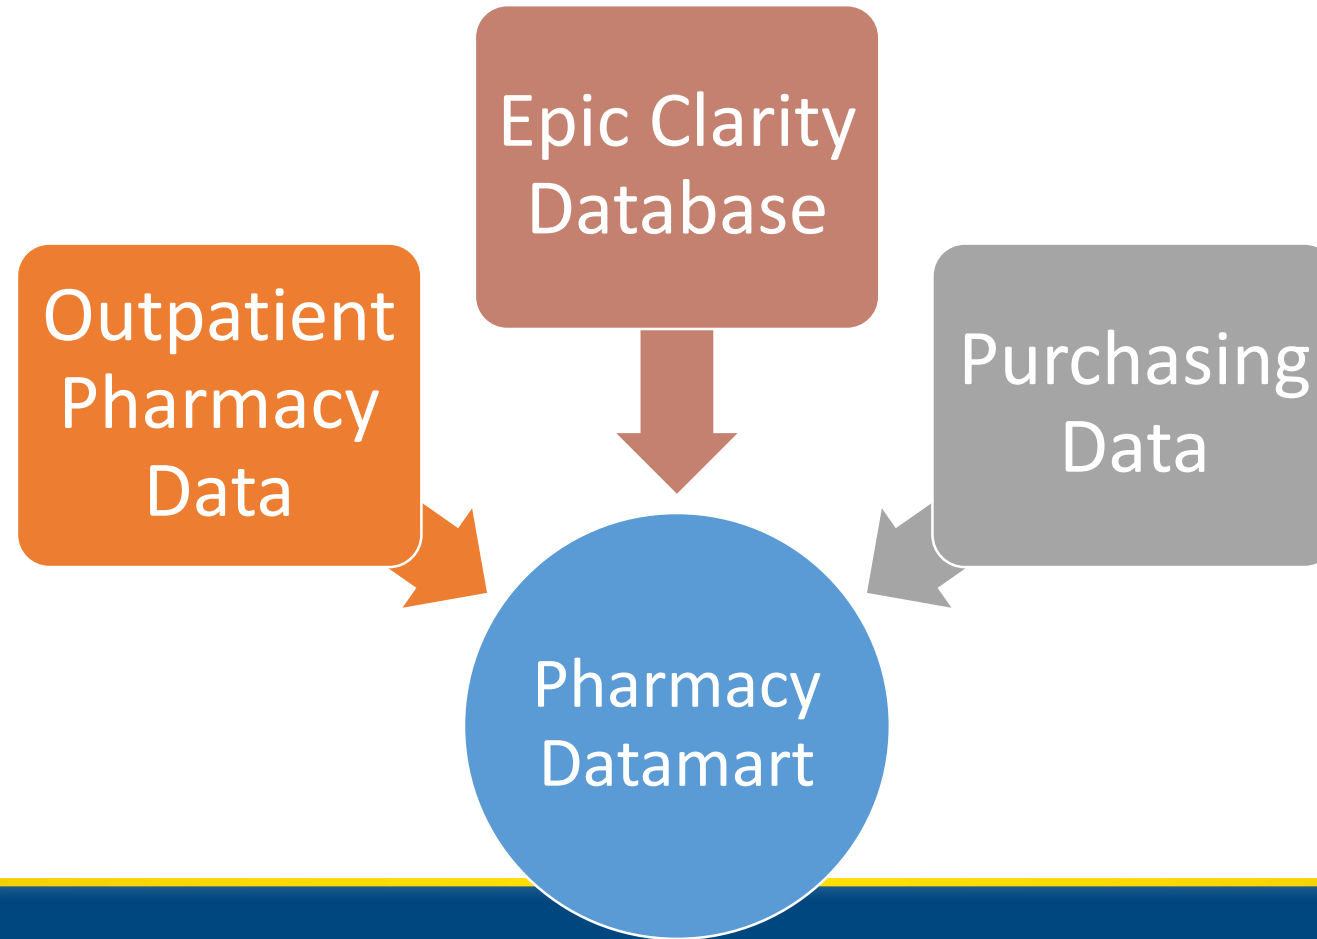 Epic Clarity
Database
Outpatient
Pharmacy
Data
Purchasing
Data
Pharmacy
Datamart